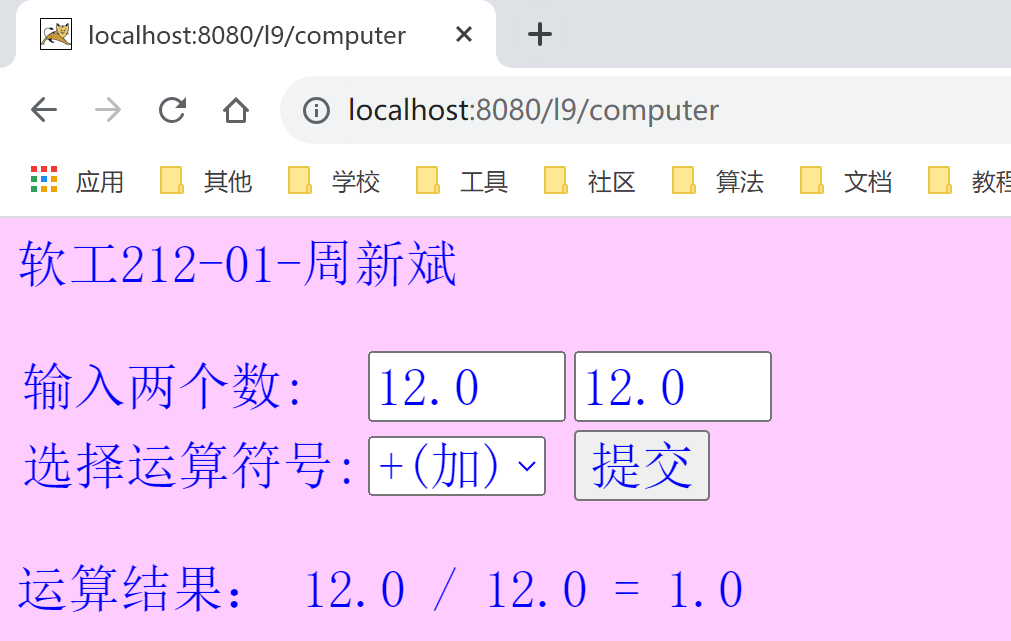 localhost:8080/l9/computer
localhost:8080/l9/computer
应用 其他 学校 工具 社区 算法 文档 教程
软工212-01-周新斌
输入两个数: 12.0 12.0
选择运算符号: +(加) 提交
运算结果： 12.0 / 12.0 = 1.0